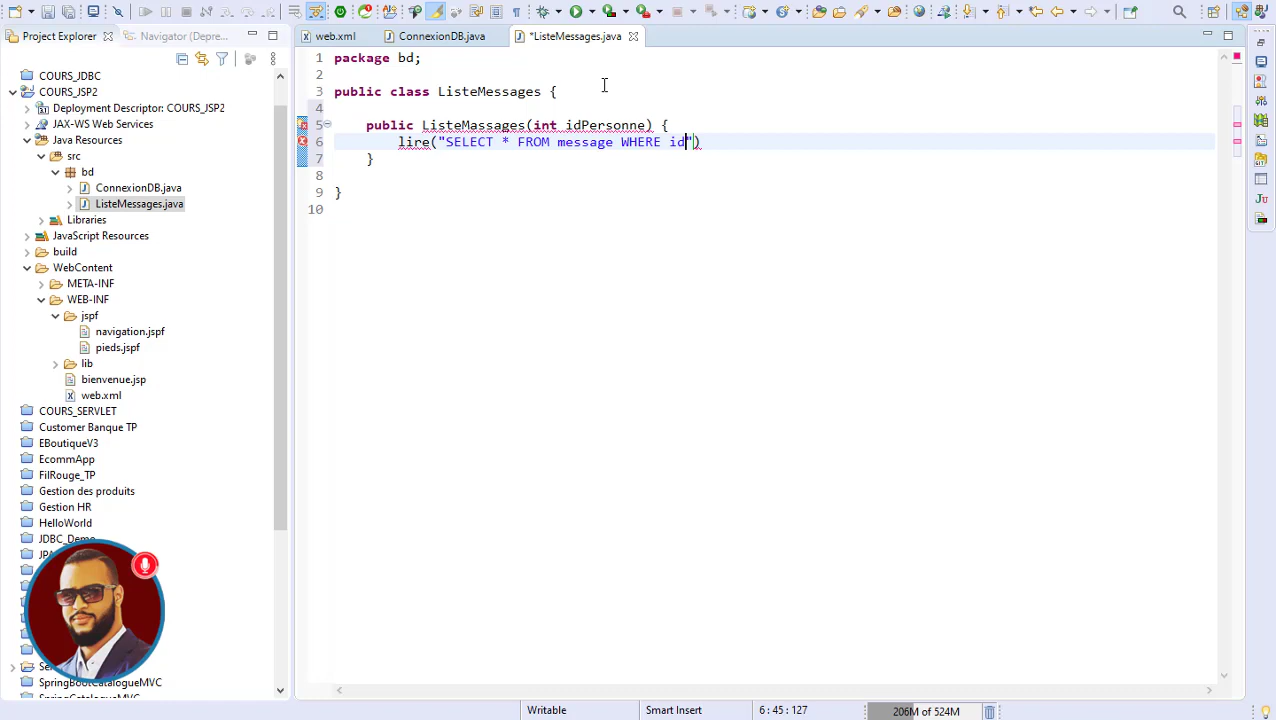 Project Explorer
Navigator (Depre...
web.xml
ConnexionDB.java
*ListeMessages.java
COURS_JDBC
COURS_JSP2
Deployment Descriptor: COURS_JSP2
JAX-WS Web Services
Java Resources
src
bd
ConnexionDB.java
ListeMessages.java
Libraries
JavaScript Resources
build
WebContent
META-INF
WEB-INF
jspf
navigation.jspf
pieds.jspf
lib
bienvenue.jsp
web.xml
COURS_SERVLET
Customer Banque TP
EBoutiqueV3
EcommApp
FilRouge_TP
Gestion des produits
Gestion HR
HelloWorld
JDBC_Demo
SpringBootCatalogueMVC
SpringCatalogueMVC
1 package bd;
2
3 public class ListeMessages {
4
5 public ListeMassages(int idPersonne) {
6 lire("SELECT * FROM message WHERE id")
7 }
8
9 }
10
Writable
Smart Insert
6 : 45 : 127
206M of 524M